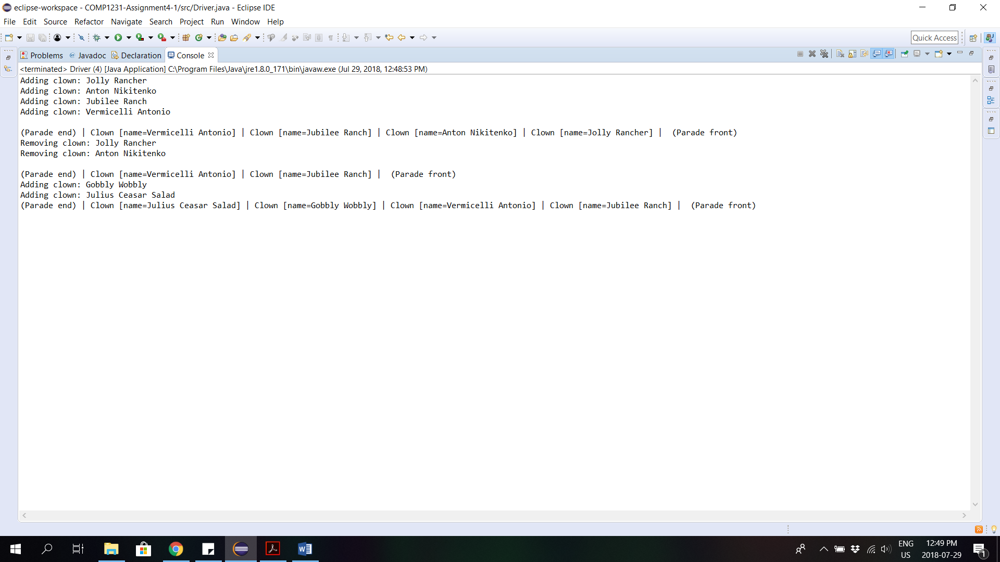 eclipse-workspace - COMP1231-Assignment4-1/src/Driver.java - Eclipse IDE
File Edit Source Refactor Navigate Search Project Run Window Help
Quick Access
Problems @ Javadoc Declaration Console
<terminated> Driver (4) [Java Application] C:\Program Files\Java\jre1.8.0_171\bin\javaw.exe (Jul 29, 2018, 12:48:53 PM)
Adding clown: Jolly Rancher
Adding clown: Anton Nikitenko
Adding clown: Jubilee Ranch
Adding clown: Vermicelli Antonio
(Parade end) | Clown [name=Vermicelli Antonio] | Clown [name=Jubilee Ranch] | Clown [name=Anton Nikitenko] | Clown [name=Jolly Rancher] |  (Parade front)
Removing clown: Jolly Rancher
Removing clown: Anton Nikitenko
(Parade end) | Clown [name=Vermicelli Antonio] | Clown [name=Jubilee Ranch] |  (Parade front)
Adding clown: Gobbly Wobbly
Adding clown: Julius Ceasar Salad
(Parade end) | Clown [name=Julius Ceasar Salad] | Clown [name=Gobbly Wobbly] | Clown [name=Vermicelli Antonio] | Clown [name=Jubilee Ranch] |  (Parade front)
ENG 12:49 PM
US 2018-07-29 1